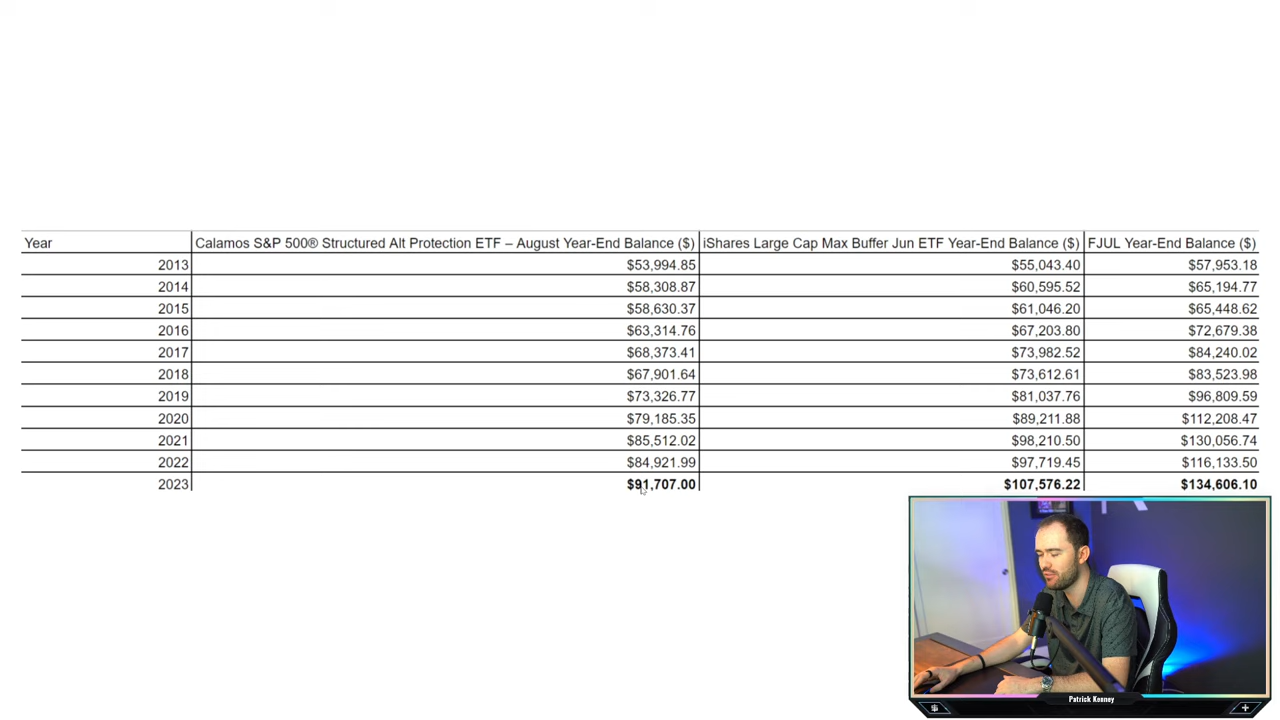 Year Calamos S&P 500® Structured Alt Protection ETF – August Year-End Balance ($) iShares Large Cap Max Buffer Jun ETF Year-End Balance ($) FJUL Year-End Balance ($)
2013 $53,994.85 $55,043.40 $57,953.18
2014 $58,308.87 $60,595.52 $65,194.77
2015 $58,630.37 $61,046.20 $65,448.62
2016 $63,314.76 $67,203.80 $72,679.38
2017 $68,373.41 $73,982.52 $84,240.02
2018 $67,901.64 $73,612.61 $83,523.98
2019 $73,326.77 $81,037.76 $96,809.59
2020 $79,185.35 $89,211.88 $112,208.47
2021 $85,512.02 $98,210.50 $130,056.74
2022 $84,921.99 $97,719.45 $116,133.50
2023 $91,707.00 $107,576.22 $134,606.10
Patrick Keeney